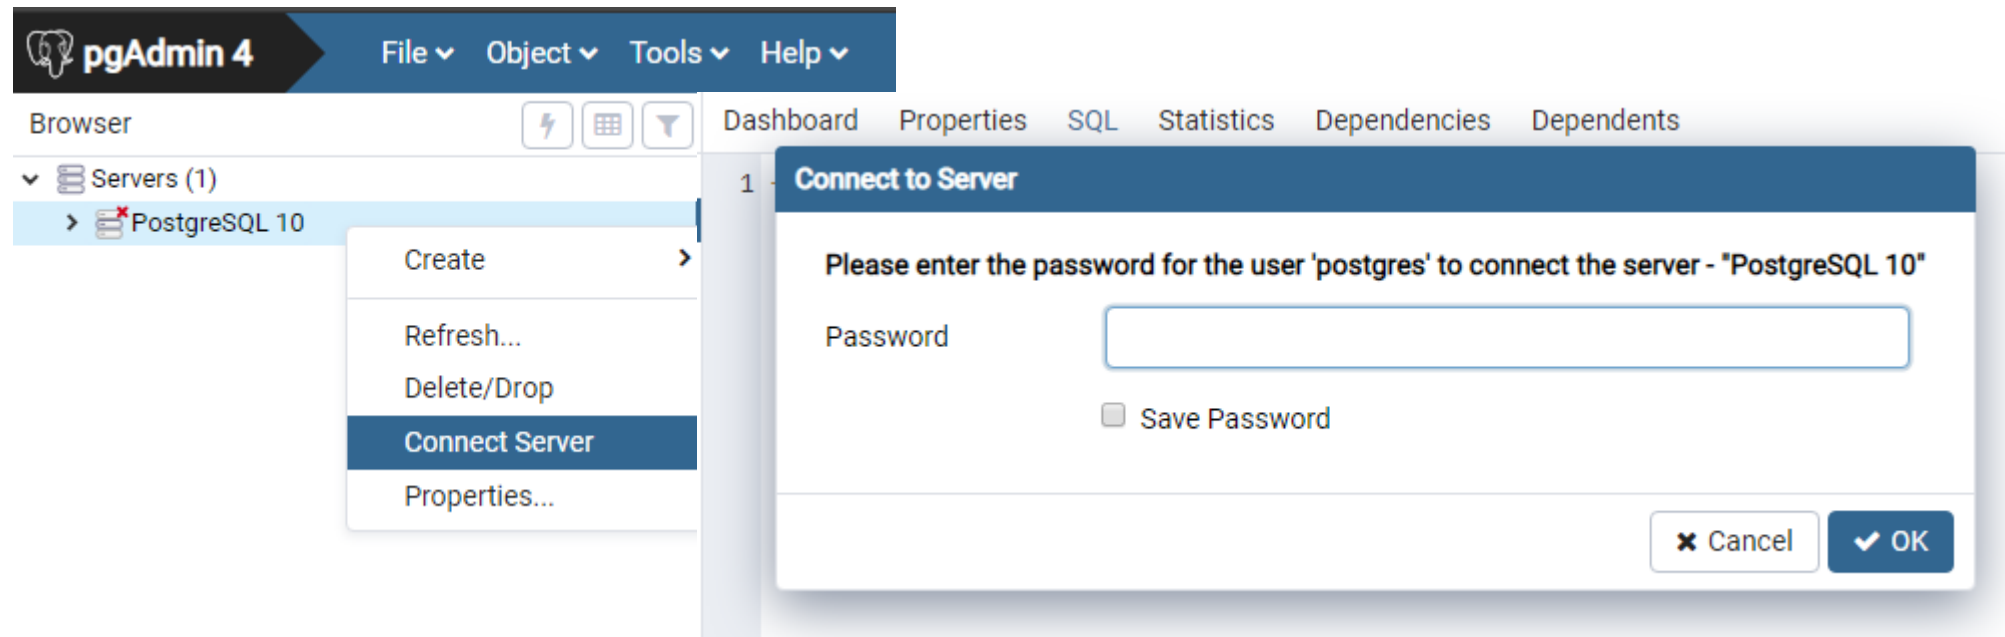 pgAdmin 4 File Object Tools Help
Browser
Dashboard Properties SQL Statistics Dependencies Dependents
Servers (1)
PostgreSQL 10
Create
Refresh...
Delete/Drop
Connect Server
Properties...
1
Connect to Server
Please enter the password for the user 'postgres' to connect the server - "PostgreSQL 10"
Password
Save Password
Cancel OK